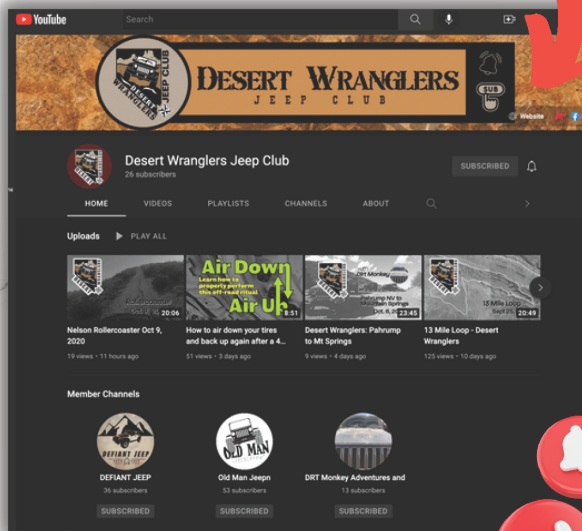 YouTube
Search
DESERT WRANGLERS JEEP CLUB
DESERT WRANGLERS
JEEP CLUB
SUB
Website
Desert Wranglers Jeep Club
26 subscribers
SUBSCRIBED
HOME VIDEOS PLAYLISTS CHANNELS ABOUT
Uploads PLAY ALL
Rollercoaster
20:06
Air Down
Learn how to
properly perform
this off-road ritual
Air Up
8:51
Dirt Monkey
Pahrump NV to
Mountain Springs
Oct. 6, 20
23:45
13 Mile Loop
Sept 25,
20:49
Nelson Rollercoaster Oct 9,
2020
19 views • 11 hours ago
How to air down your tires
and back up again after a 4...
51 views • 3 days ago
Desert Wranglers: Pahrump
to Mt Springs
9 views • 4 days ago
13 Mile Loop - Desert
Wranglers
125 views • 10 days ago
Member Channels
DEFIANT JEEP
OLD MAN
DEFIANT JEEP
36 subscribers
SUBSCRIBED
Old Man Jeepn
53 subscribers
SUBSCRIBED
DRT Monkey Adventures and
13 subscribers
SUBSCRIBED